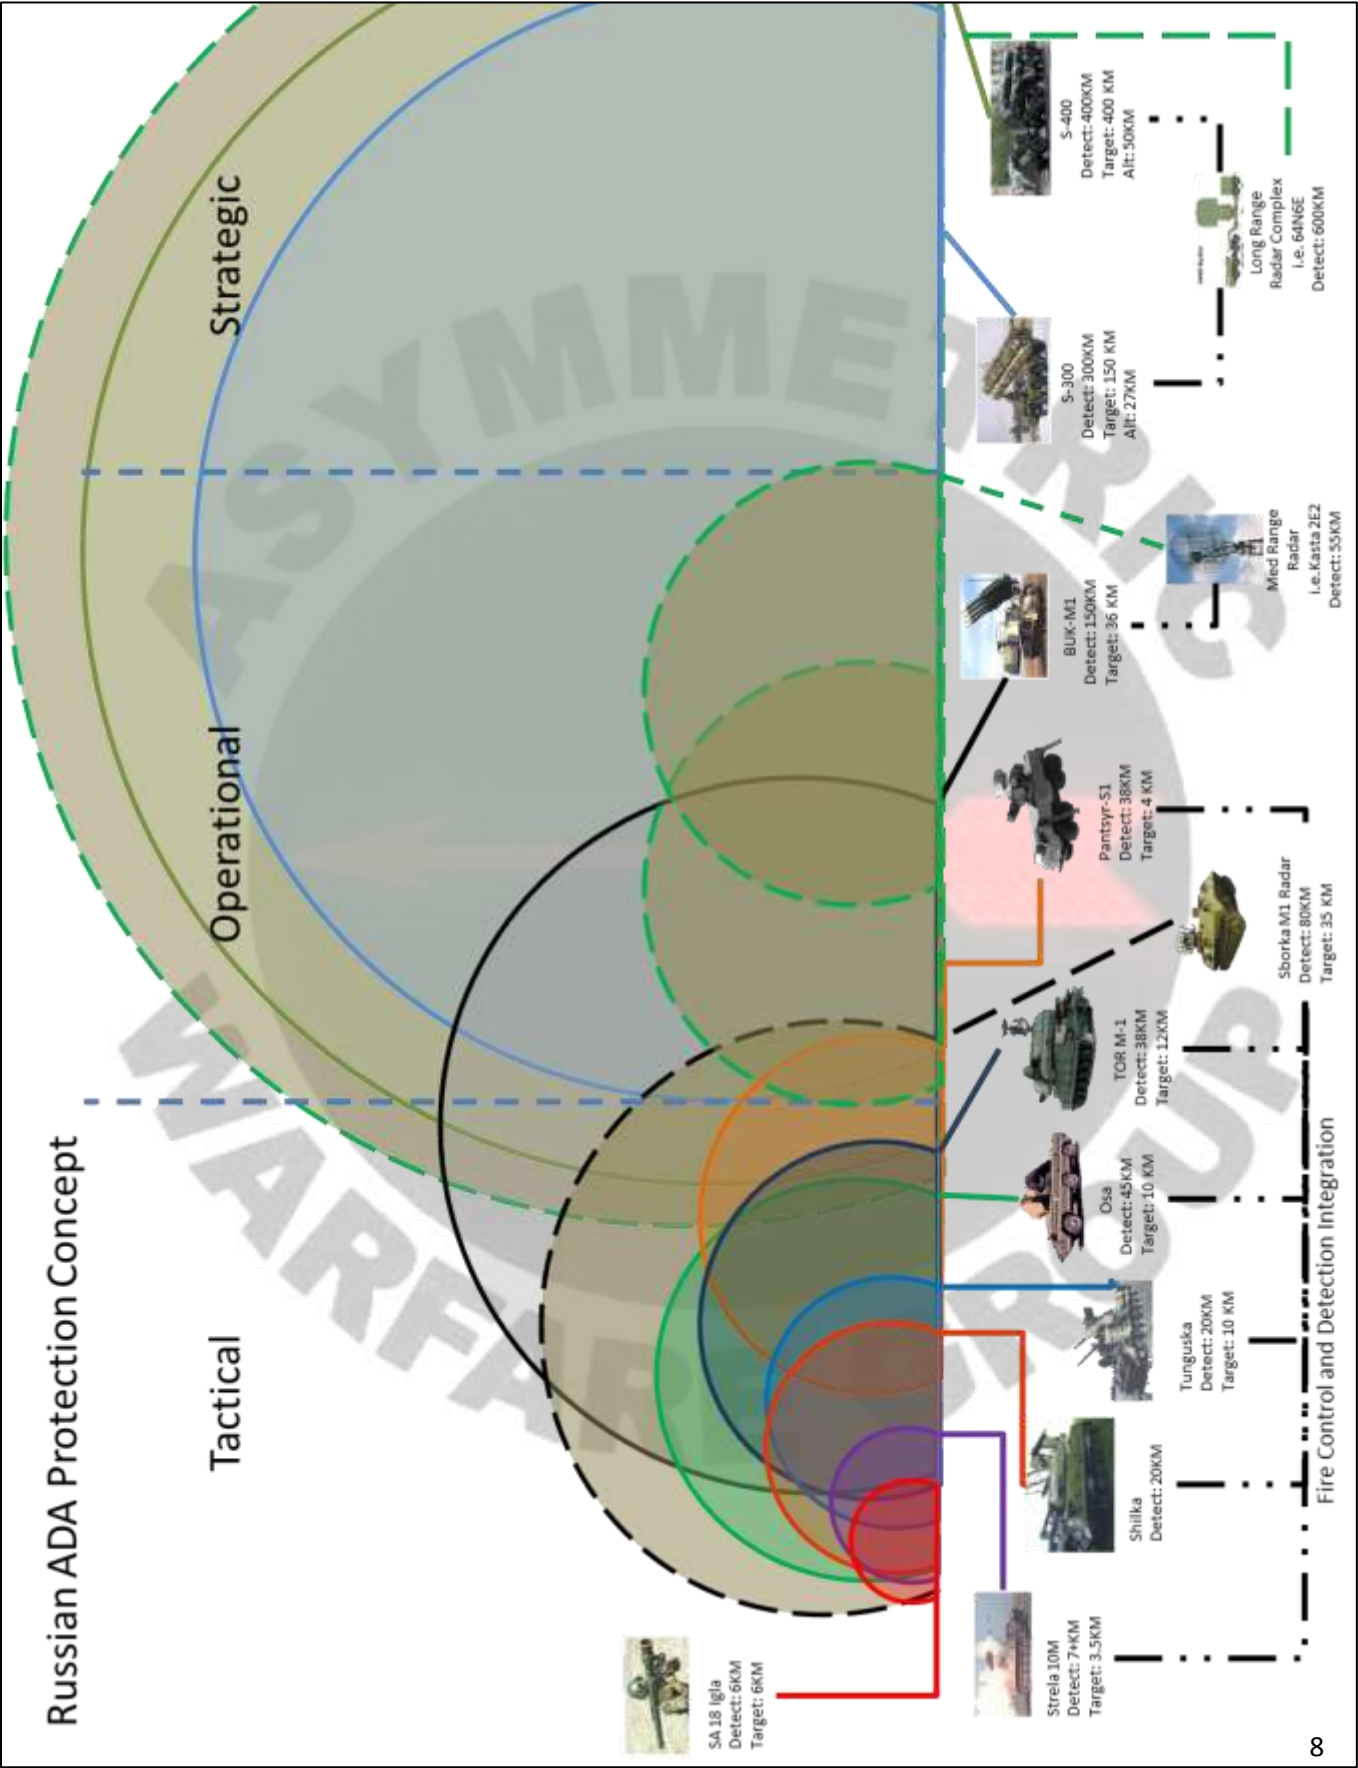 Russian ADA Protection Concept
Tactical
Operational
Strategic
ASYMMETRIC
WARFARE GROUP
SA 18 Igla
Detect: 6KM
Target: 6KM
Strela 10M
Detect: 7+KM
Target: 3.5KM
Shilka
Detect: 20KM
Tunguska
Detect: 20KM
Target: 10 KM
Osa
Detect: 45KM
Target: 10 KM
TOR M-1
Detect: 38KM
Target: 12KM
Sborka M1 Radar
Detect: 80KM
Target: 35 KM
Pantsyr-S1
Detect: 38KM
Target: 4 KM
BUK-M1
Detect: 150KM
Target: 36 KM
Med Range
Radar
i.e. Kasta 2E2
Detect: 55KM
S-300
Detect: 300KM
Target: 150 KM
Alt: 27KM
Long Range
Radar Complex
i.e. 64N6E
Detect: 600KM
S-400
Detect: 400KM
Target: 400 KM
Alt: 50KM
Fire Control and Detection Integration
8